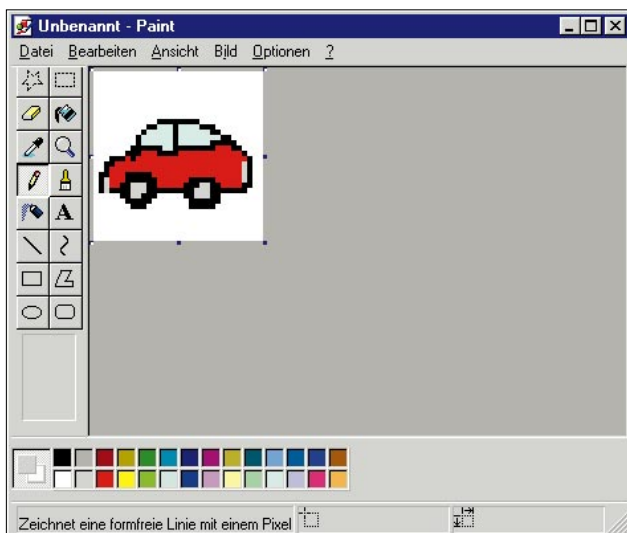 Unbenannt - Paint
Datei Bearbeiten Ansicht Bild Optionen ?
A
Zeichnet eine formfreie Linie mit einem Pixel